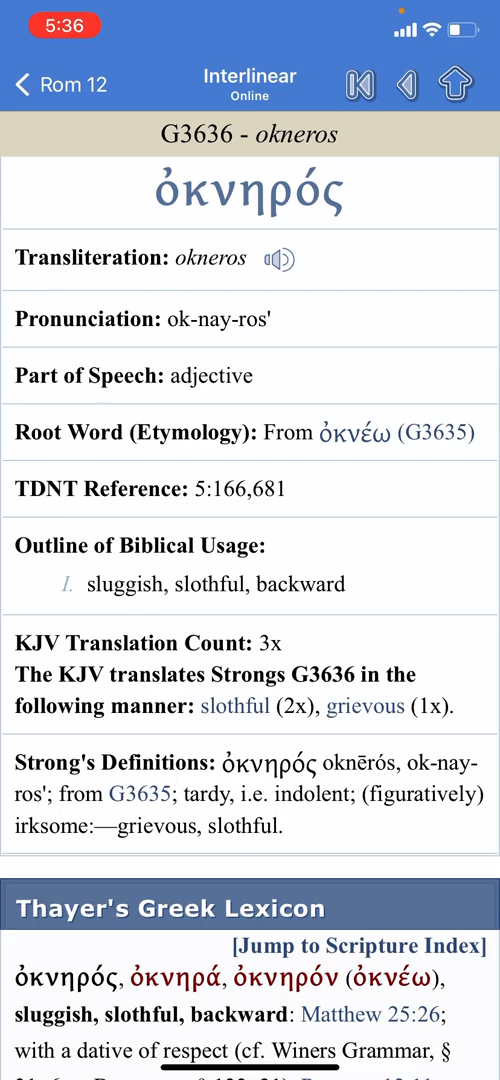 5:36
Rom 12
Interlinear
Online
G3636 - okneros
ὀκνηρός
Transliteration: okneros
Pronunciation: ok-nay-ros'
Part of Speech: adjective
Root Word (Etymology): From ὀκνέω (G3635)
TDNT Reference: 5:166,681
Outline of Biblical Usage:
I. sluggish, slothful, backward
KJV Translation Count: 3x
The KJV translates Strongs G3636 in the
following manner: slothful (2x), grievous (1x).
Strong's Definitions: ὀκνηρός oknērós, ok-nay-
ros'; from G3635; tardy, i.e. indolent; (figuratively)
irksome:—grievous, slothful.
Thayer's Greek Lexicon
[Jump to Scripture Index]
ὀκνηρός, ὀκνηρά, ὀκνηρόν (ὀκνέω),
sluggish, slothful, backward: Matthew 25:26;
with a dative of respect (cf. Winers Grammar, §